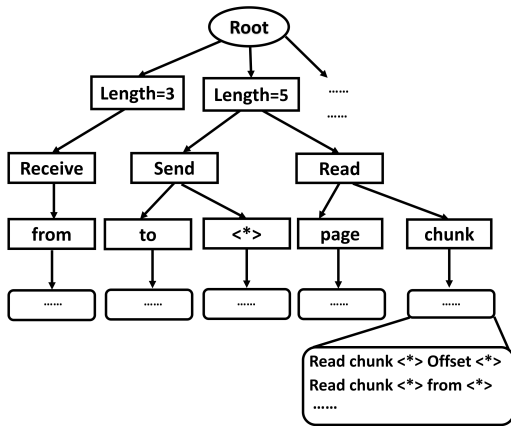 Root
Length=3 Length=5 ......
......
Receive Send Read
from to <*> page chunk
...... ...... ...... ...... ......
Read chunk <*> Offset <*>
Read chunk <*> from <*>
......